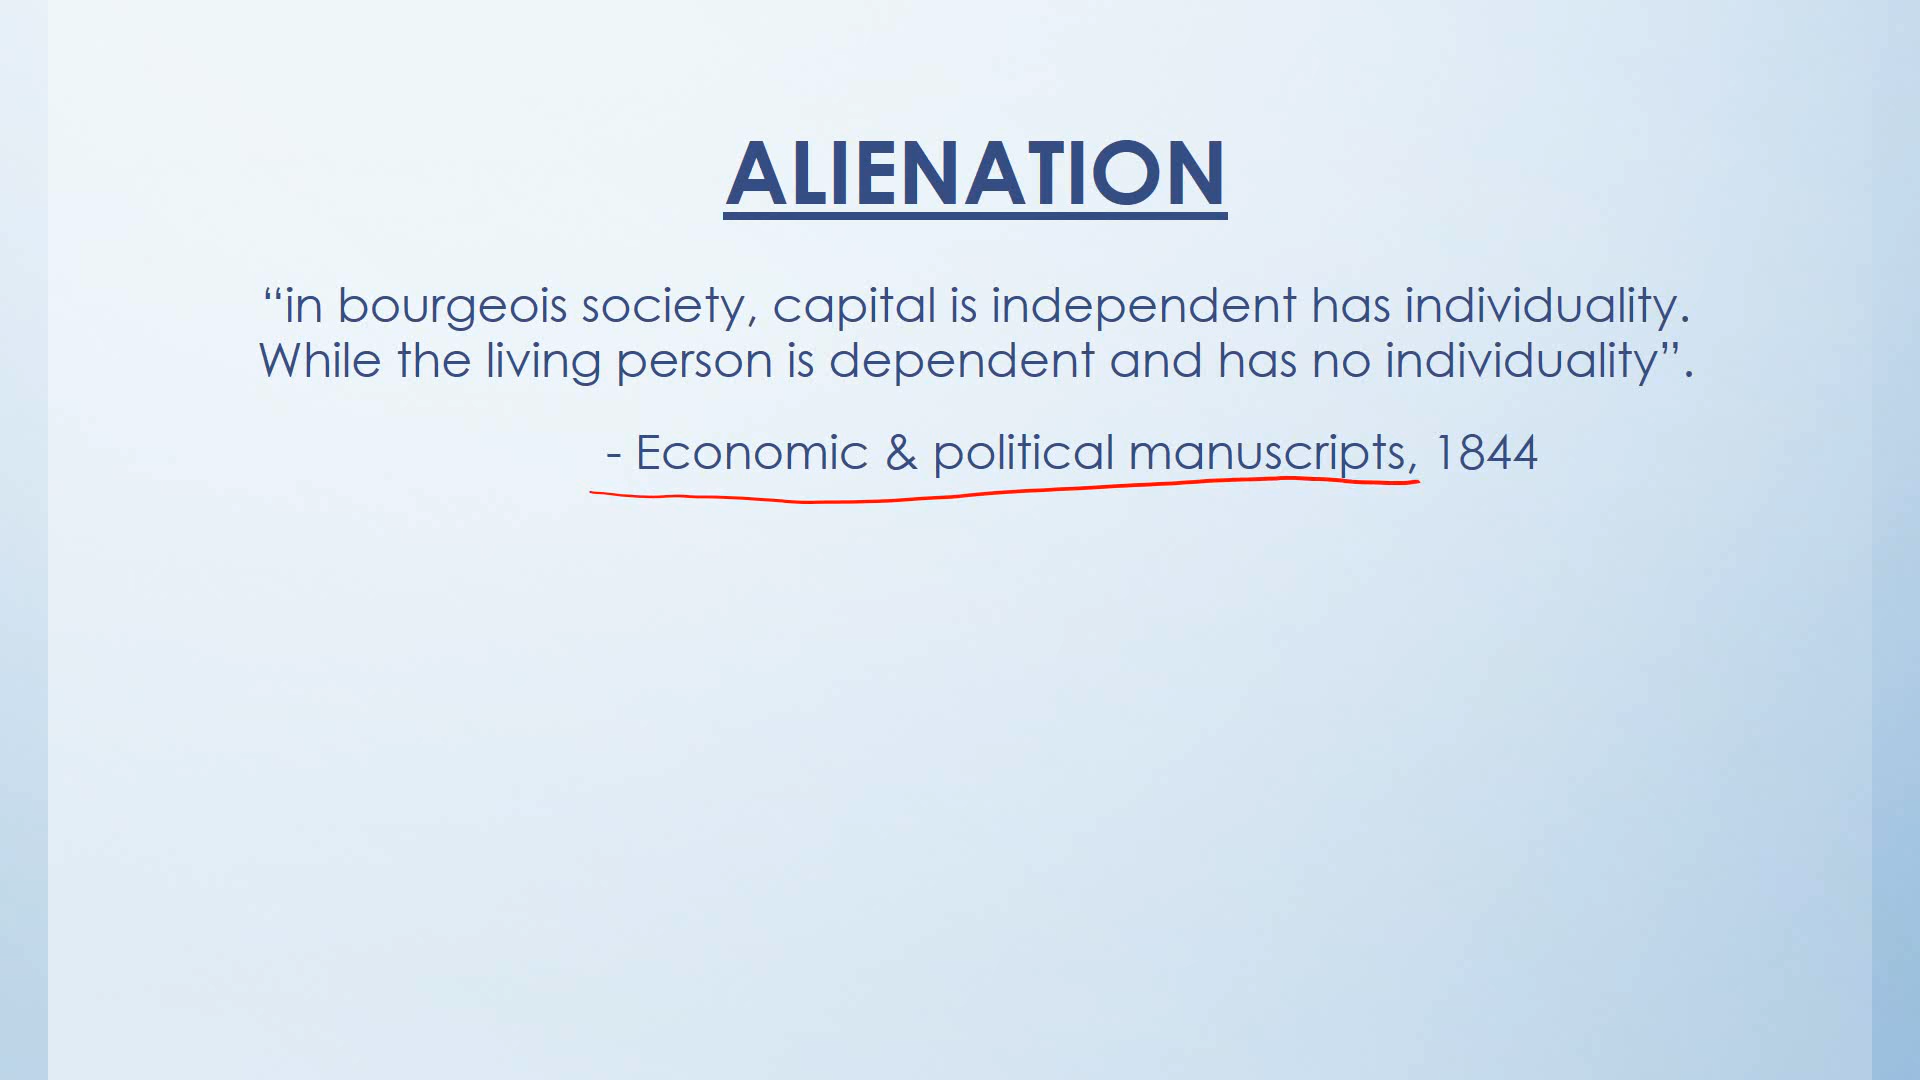 ALIENATION
“in bourgeois society, capital is independent has individuality.
While the living person is dependent and has no individuality”.
- Economic & political manuscripts, 1844